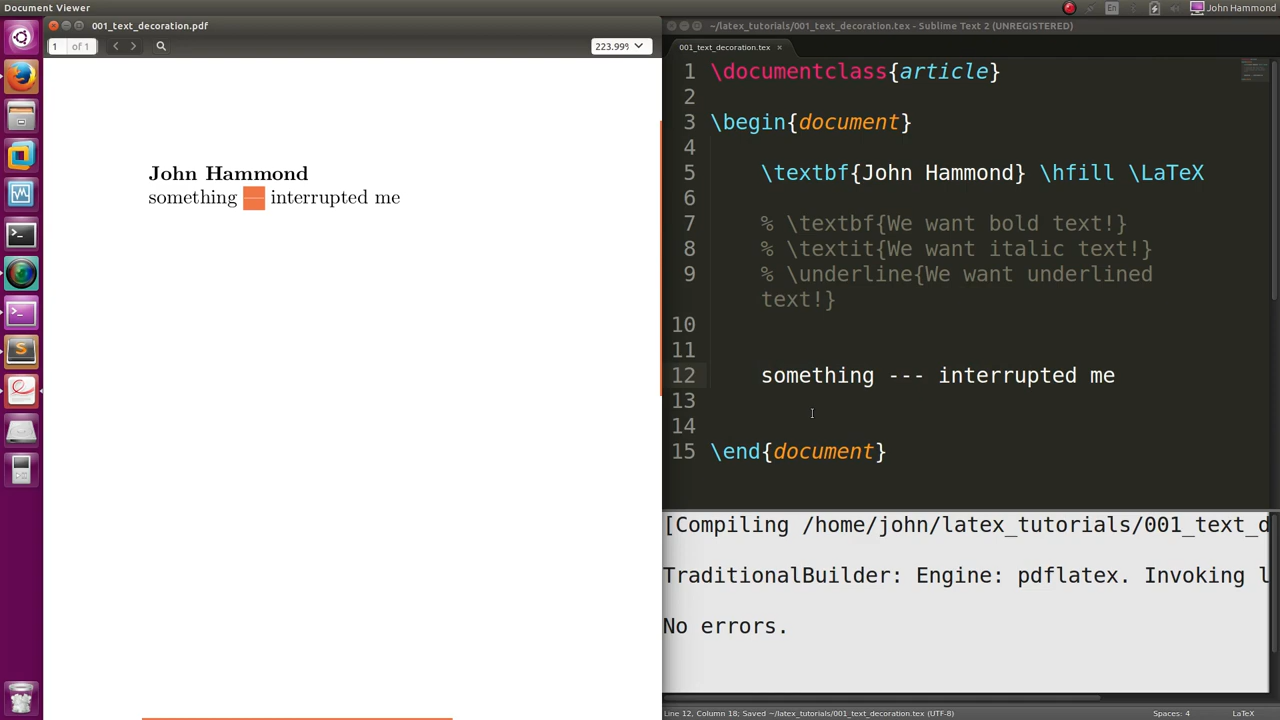 Document Viewer
En
John Hammond
001_text_decoration.pdf
1 of 1
223.99%
John Hammond
something — interrupted me
~/latex_tutorials/001_text_decoration.tex - Sublime Text 2 (UNREGISTERED)
001_text_decoration.tex ×
1 \documentclass{article}
2
3 \begin{document}
4
5 \textbf{John Hammond} \hfill \LaTeX
6
7 % \textbf{We want bold text!}
8 % \textit{We want italic text!}
9 % \underline{We want underlined
text!}
10
11
12 something --- interrupted me
13
14
15 \end{document}
[Compiling /home/john/latex_tutorials/001_text_d
TraditionalBuilder: Engine: pdflatex. Invoking l
No errors.
Line 12, Column 18; Saved ~/latex_tutorials/001_text_decoration.tex (UTF-8)
Spaces: 4
LaTeX